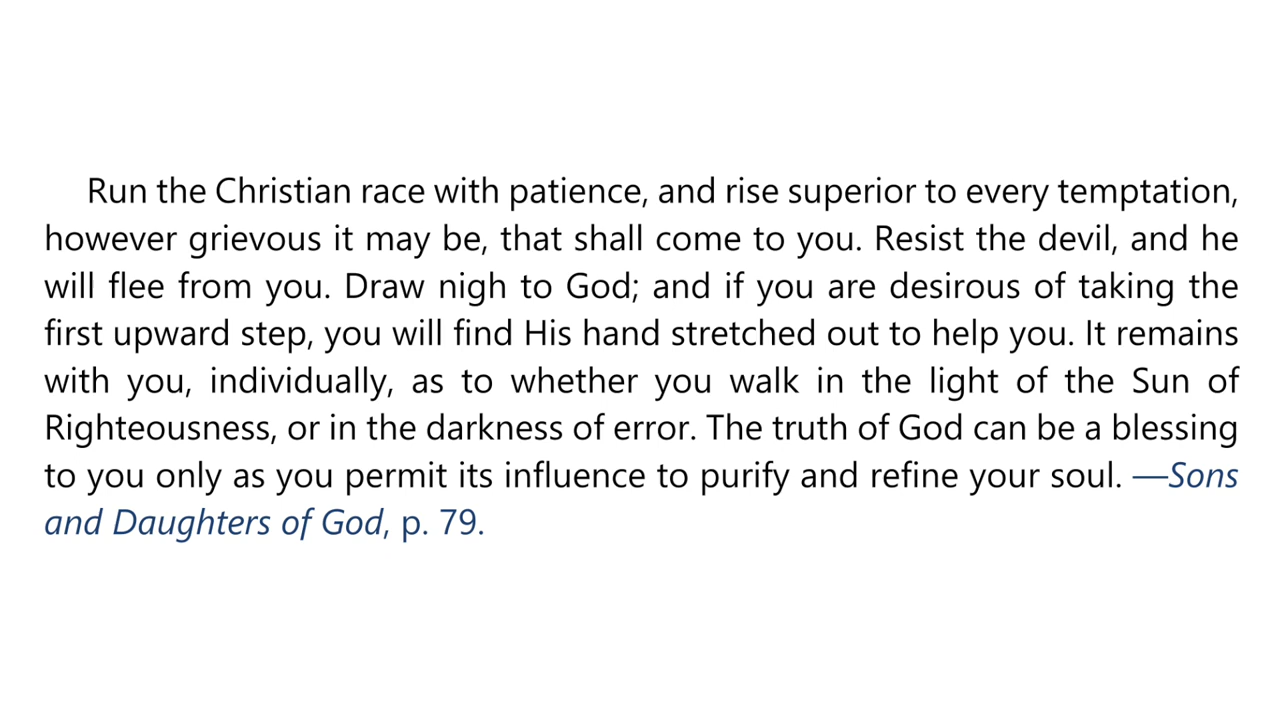 Run the Christian race with patience, and rise superior to every temptation,
however grievous it may be, that shall come to you. Resist the devil, and he
will flee from you. Draw nigh to God; and if you are desirous of taking the
first upward step, you will find His hand stretched out to help you. It remains
with you, individually, as to whether you walk in the light of the Sun of
Righteousness, or in the darkness of error. The truth of God can be a blessing
to you only as you permit its influence to purify and refine your soul. —Sons
and Daughters of God, p. 79.